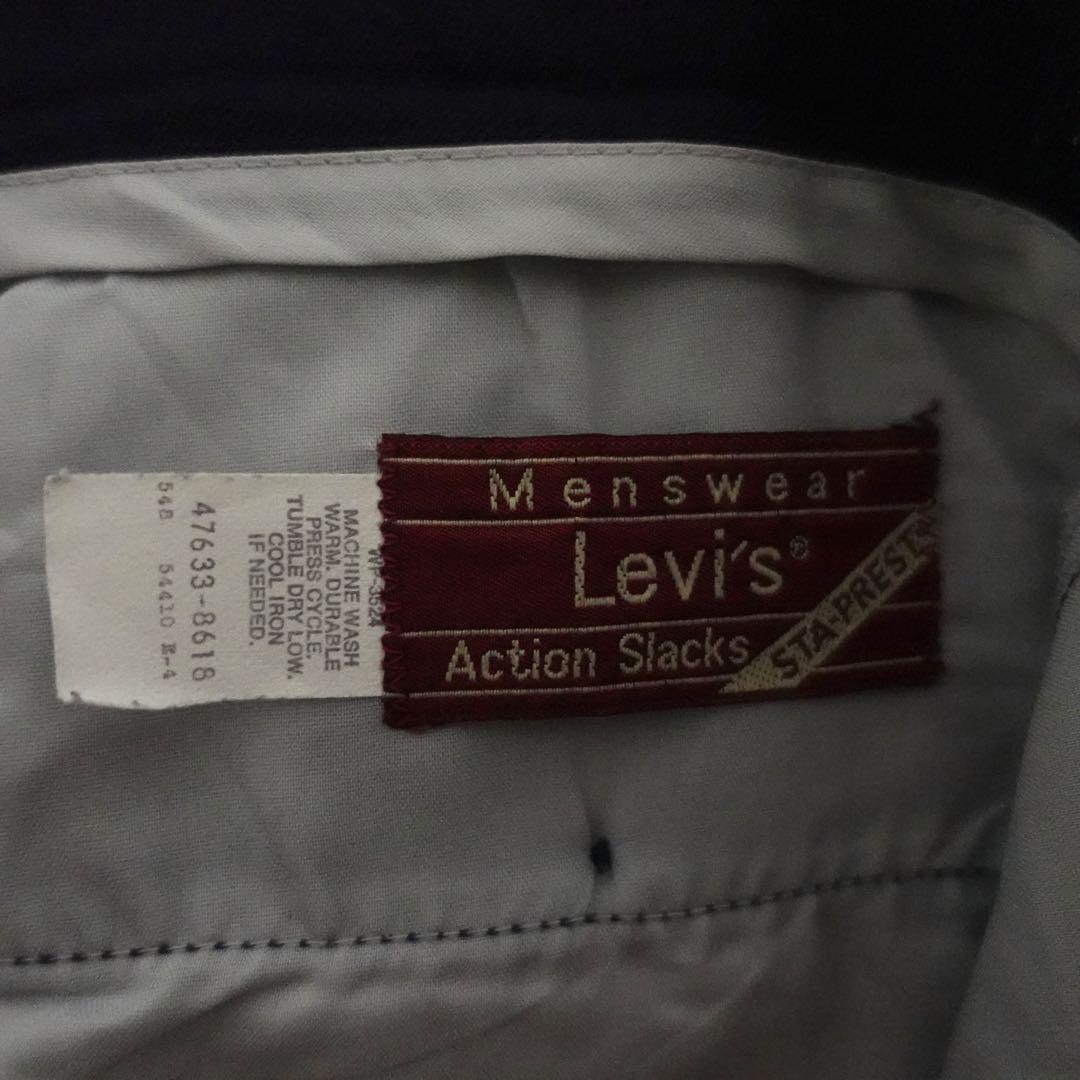 Menswear
Levi's®
Action Slacks
STA-PREST
WI-3524
MACHINE WASH
WARM. DURABLE
PRESS CYCLE.
TUMBLE DRY LOW.
COOL IRON
IF NEEDED.
47633-8618
548 54410 E-4